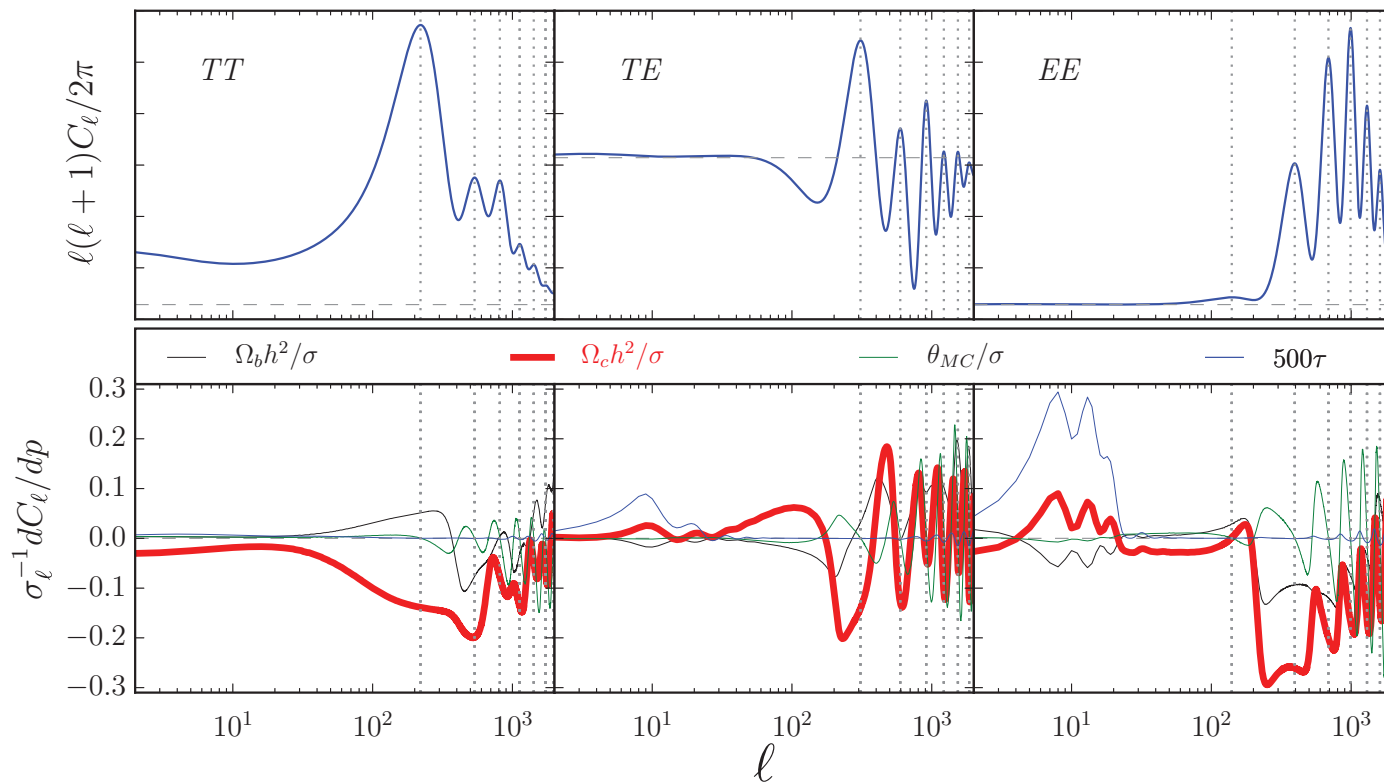 ℓ(ℓ + 1)Cℓ/2π
TT
TE
EE
Ω_b h²/σ
Ω_c h²/σ
θ_MC/σ
500τ
σ_ℓ⁻¹ dC_ℓ/dp
0.3
0.2
0.1
0.0
−0.1
−0.2
−0.3
10¹ 10² 10³ 10¹ 10² 10³ 10¹ 10² 10³
ℓ